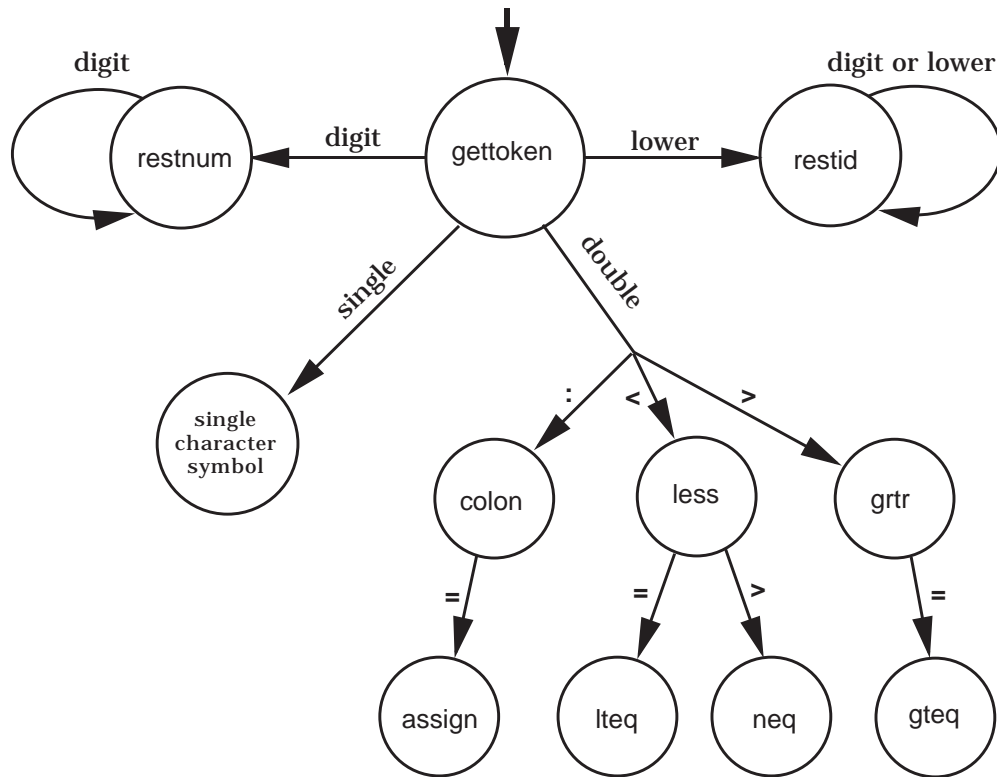 digit
digit or lower
restnum
digit
gettoken
lower
restid
single
double
:
<
>
single
character
symbol
colon
less
grtr
=
=
>
=
assign
lteq
neq
gteq